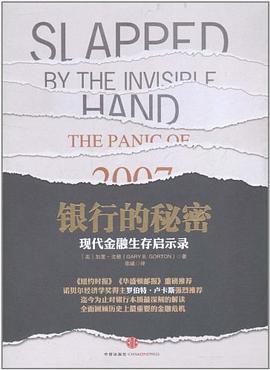 SLAPPED
BY THE INVISIBLE
HAND
THE PANIC OF
2007
银行的秘密
现代金融生存启示录
［美］加里·戈顿（GARY B. GORTON）著
译
《纽约时报》《华盛顿邮报》重磅推荐
诺贝尔经济学奖得主罗伯特·卢卡斯强烈推荐
迄今为止对银行本质最深刻的解读
全面回顾历史上最重要的金融危机
中信出版社·CHINACITICPRESS